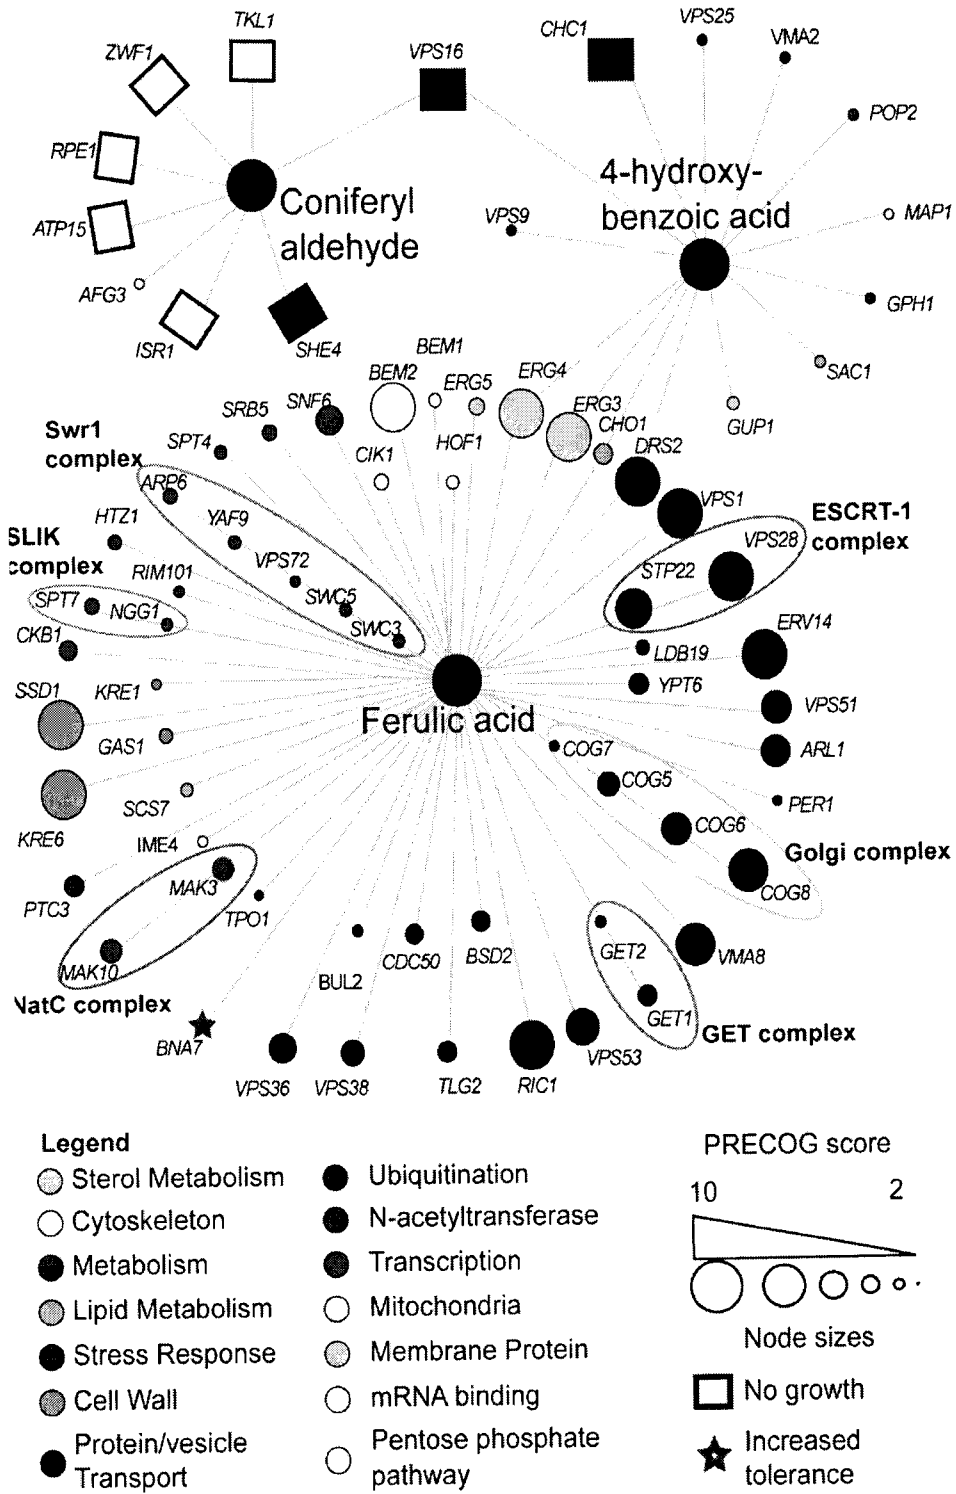 TKL1
ZWF1
VPS16
CHC1
VPS25
VMA2
POP2
RPE1
4-hydroxy-
benzoic acid
Coniferyl
aldehyde
VPS9
MAP1
ATP15
AFG3
GPH1
ISR1
SHE4
SAC1
BEM1
BEM2
ERG5
ERG4
ERG3
CHO1
GUP1
SNF6
SRB5
SPT4
CIK1
HOF1
DRS2
VPS1
Swr1
complex
ARP6
HTZ1
YAF9
VPS72
SWC5
SWC3
ESCRT-1
complex
VPS28
STP22
SLIK
complex
RIM101
SPT7
NGG1
CKB1
ERV14
LDB19
YPT6
SSD1
KRE1
VPS51
Ferulic acid
GAS1
COG7
ARL1
COG5
SCS7
PER1
KRE6
IME4
COG6
Golgi complex
COG8
MAK3
PTC3
TPO1
MAK10
BUL2
CDC50
BSD2
GET2
VMA8
GET1
NatC complex
GET complex
BNA7
VPS36
VPS38
TLG2
RIC1
VPS53
Legend
Sterol Metabolism
Cytoskeleton
Metabolism
Lipid Metabolism
Stress Response
Cell Wall
Protein/vesicle
Transport
Ubiquitination
N-acetyltransferase
Transcription
Mitochondria
Membrane Protein
mRNA binding
Pentose phosphate
pathway
PRECOG score
10 2
Node sizes
No growth
Increased
tolerance